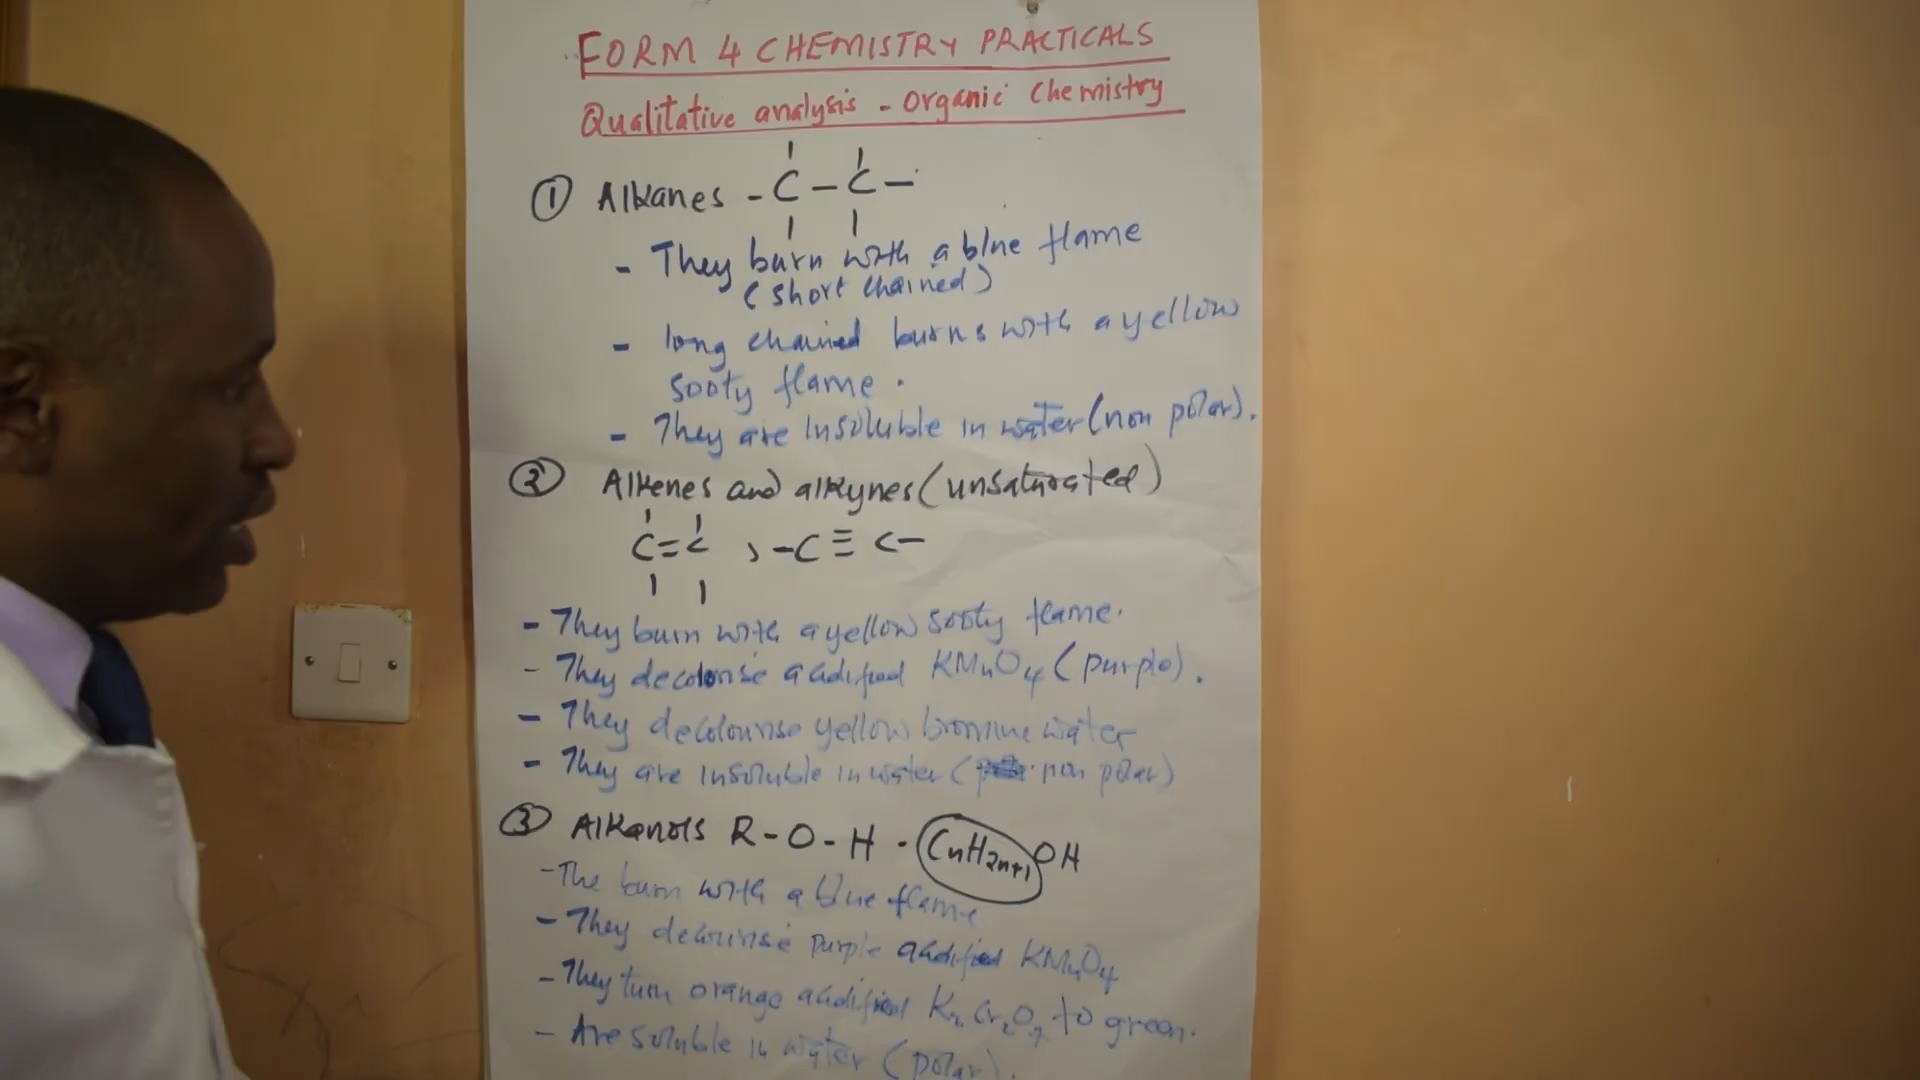 FORM 4 CHEMISTRY PRACTICALS
Qualitative analysis - Organic Chemistry
① Alkanes -C-C-
- They burn with a blue flame
(short chained)
- long chained burns with a yellow
sooty flame.
- They are insoluble in water (non polar).
② Alkenes and alkynes (unsaturated)
C=C , -C≡C-
- They burn with a yellow sooty flame.
- They decolorise acidified KMnO4 (purple).
- They decolourise yellow bromine water
- They are insoluble in water (non polar)
③ Alkanols R-O-H - CnH2n+1OH
- The burn with a blue flame
- They decourise purple acidified KMnO4
- They turn orange acidified K2Cr2O7 to green.
- Are soluble in water (polar).